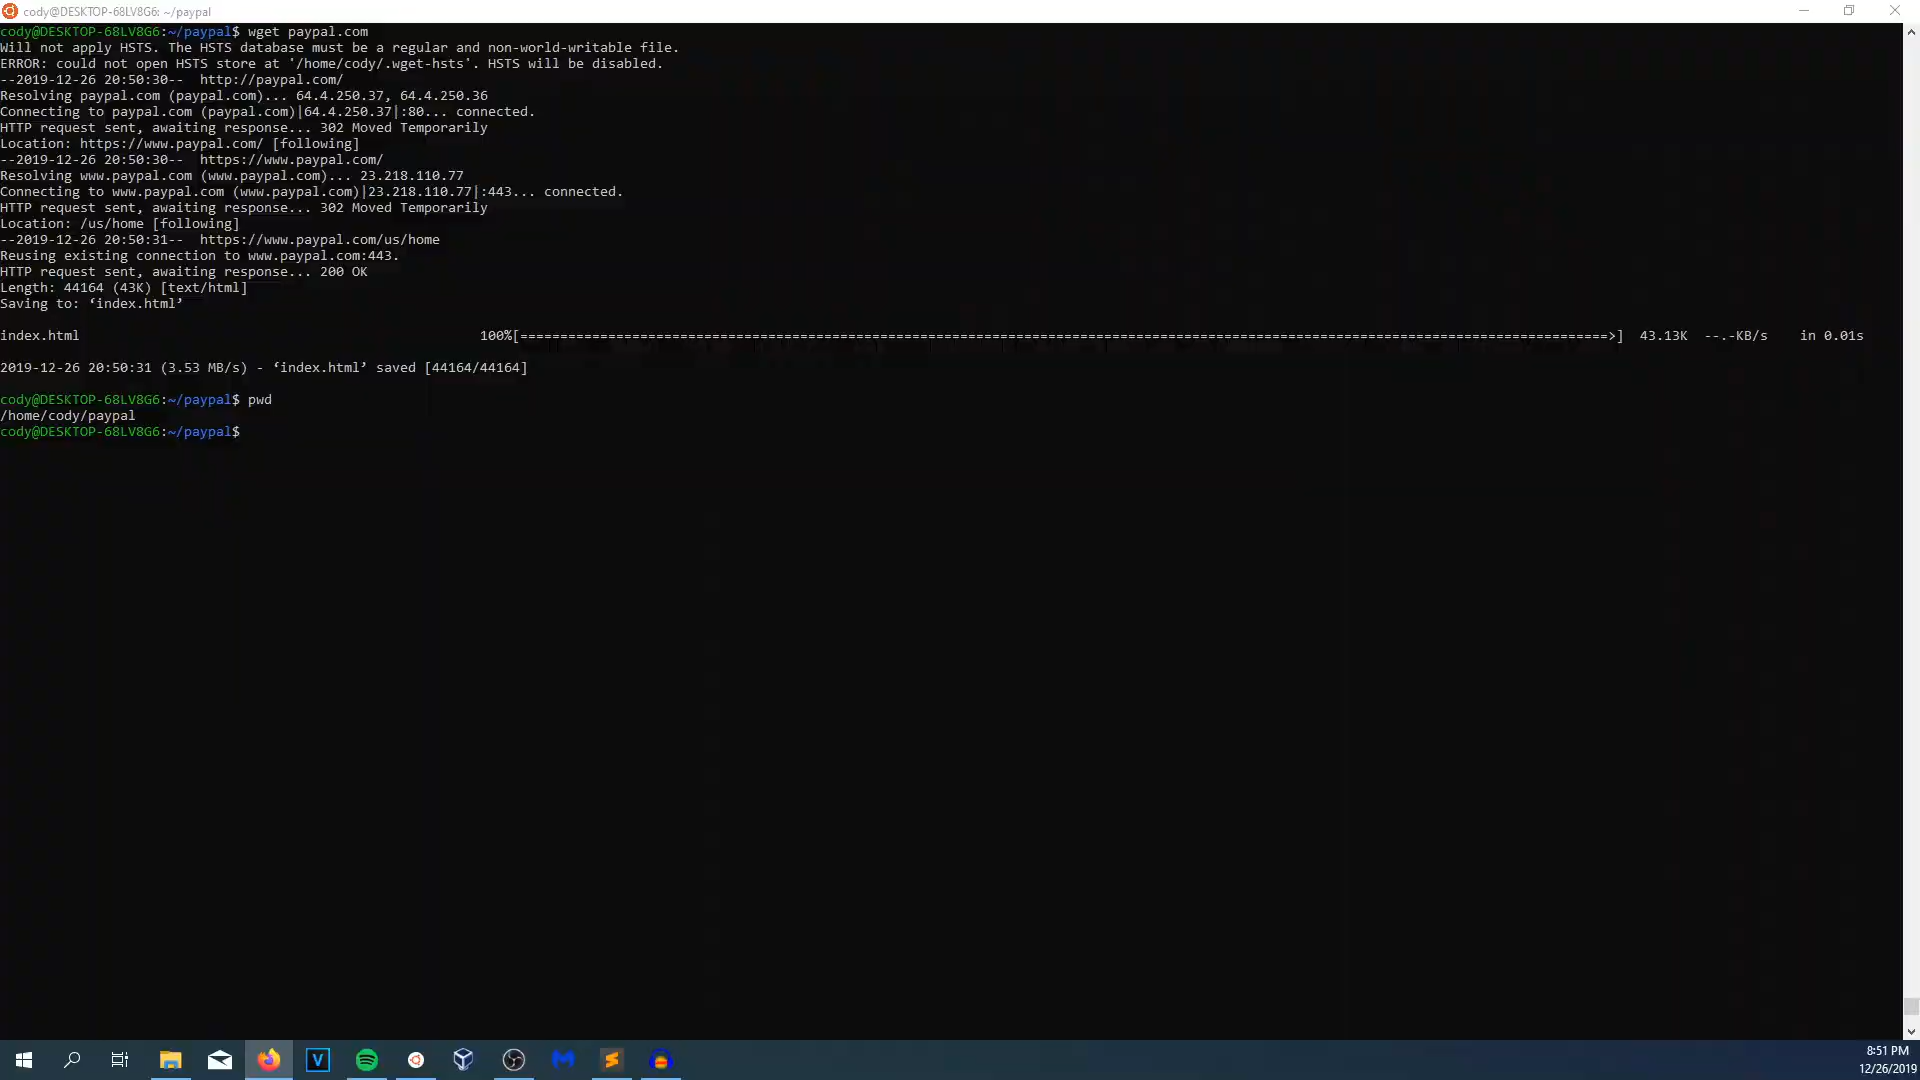 cody@DESKTOP-68LV8G6: ~/paypal
cody@DESKTOP-68LV8G6:~/paypal$ wget paypal.com
Will not apply HSTS. The HSTS database must be a regular and non-world-writable file.
ERROR: could not open HSTS store at '/home/cody/.wget-hsts'. HSTS will be disabled.
--2019-12-26 20:50:30--  http://paypal.com/
Resolving paypal.com (paypal.com)... 64.4.250.37, 64.4.250.36
Connecting to paypal.com (paypal.com)|64.4.250.37|:80... connected.
HTTP request sent, awaiting response... 302 Moved Temporarily
Location: https://www.paypal.com/ [following]
--2019-12-26 20:50:30--  https://www.paypal.com/
Resolving www.paypal.com (www.paypal.com)... 23.218.110.77
Connecting to www.paypal.com (www.paypal.com)|23.218.110.77|:443... connected.
HTTP request sent, awaiting response... 302 Moved Temporarily
Location: /us/home [following]
--2019-12-26 20:50:31--  https://www.paypal.com/us/home
Reusing existing connection to www.paypal.com:443.
HTTP request sent, awaiting response... 200 OK
Length: 44164 (43K) [text/html]
Saving to: ‘index.html’
index.html 100%[========================================================================================================================================>] 43.13K --.-KB/s in 0.01s
2019-12-26 20:50:31 (3.53 MB/s) - ‘index.html’ saved [44164/44164]
cody@DESKTOP-68LV8G6:~/paypal$ pwd
/home/cody/paypal
cody@DESKTOP-68LV8G6:~/paypal$
V
8:51 PM
12/26/2019